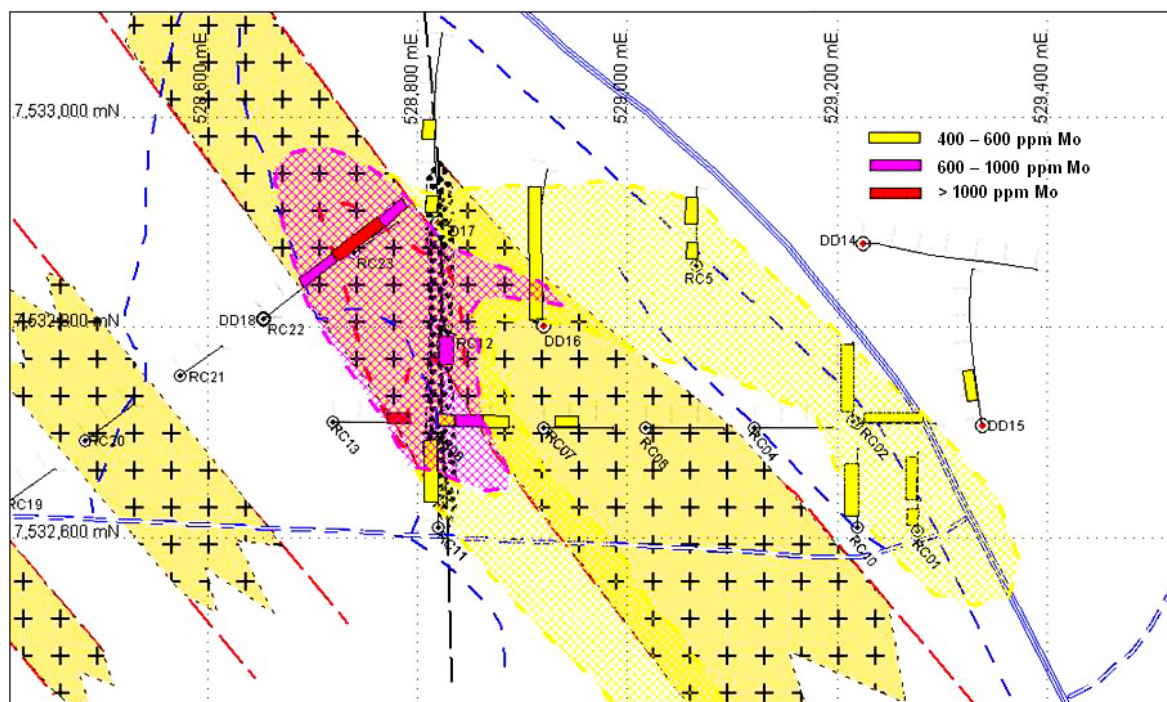 528,600 mE
528,800 mE
529,000 mE
529,200 mE
529,400 mE
7,533,000 mN
400 – 600 ppm Mo
600 – 1000 ppm Mo
> 1000 ppm Mo
D17
DD14
RC23
RC5
DD18
RC22
7,532,800 mN
RC12
DD16
RC21
RC20
RC13
RC07
RC06
RC04
RC02
DD15
RC19
7,532,600 mN
RC11
RC10
RC01